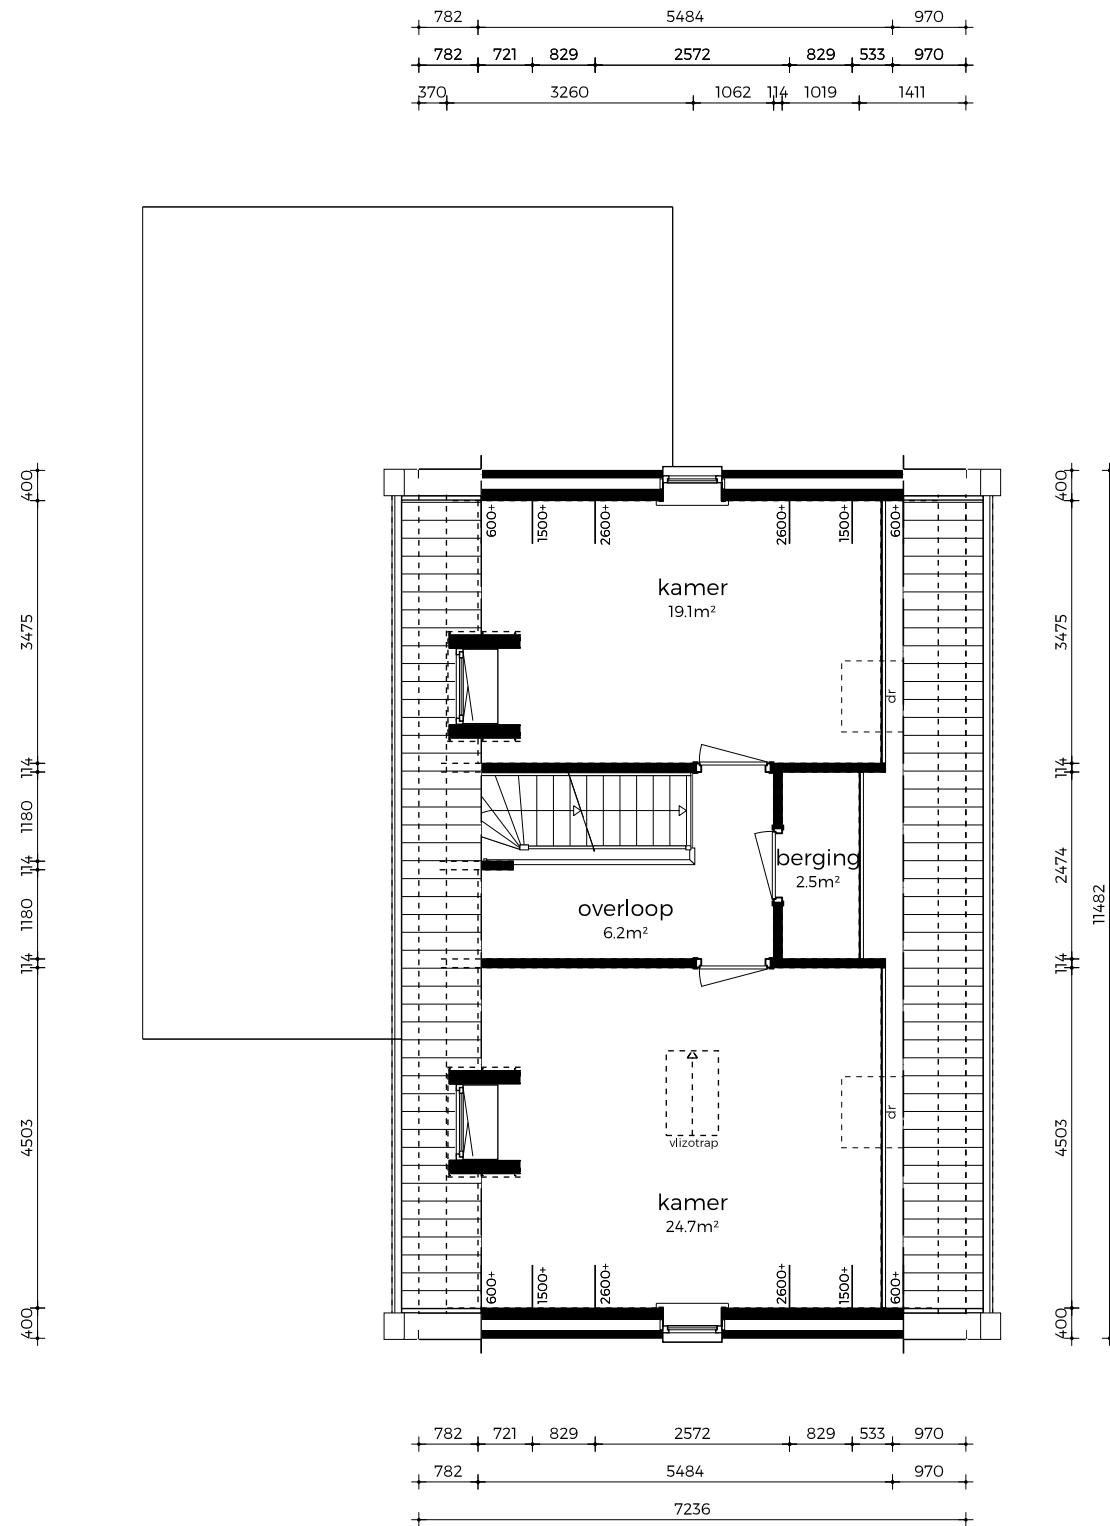 782 5484 970
782 721 829 2572 829 533 970
370 3260 1062 114 1019 1411
400 400
600+ 1500+ 2600+ 2600+ 1500+ 600+
kamer
19.1m²
3475 3475
dr
114 114
1180
berging
2.5m²
114 2474
11482
overloop
6.2m²
1180
114 114
dr
vlizotrap
4503 4503
kamer
24.7m²
600+ 1500+ 2600+ 2600+ 1500+ 600+
400 400
782 721 829 2572 829 533 970
782 5484 970
7236